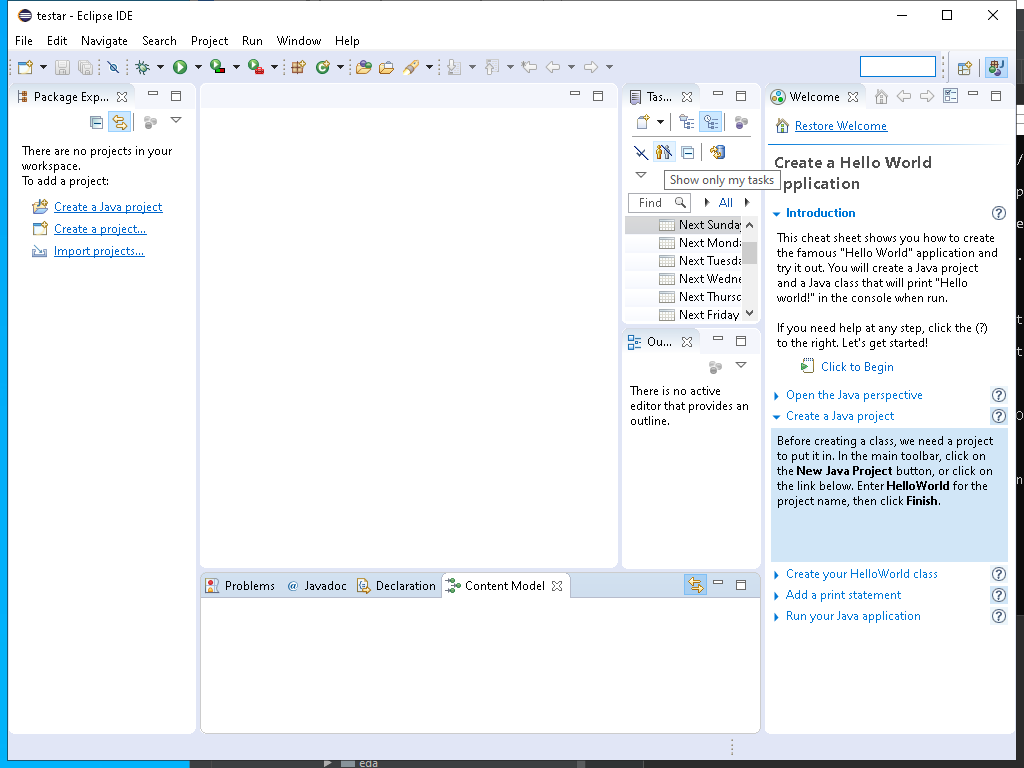 testar - Eclipse IDE
File Edit Navigate Search Project Run Window Help
Package Exp...
There are no projects in your
workspace.
To add a project:
Create a Java project
Create a project...
Import projects...
Tas...
Show only my tasks
Find
All
Next Sunday
Next Monda
Next Tuesda
Next Wedne
Next Thursd
Next Friday
Ou...
There is no active
editor that provides an
outline.
Welcome
Restore Welcome
Create a Hello World
application
Introduction
This cheat sheet shows you how to create
the famous "Hello World" application and
try it out. You will create a Java project
and a Java class that will print "Hello
world!" in the console when run.
If you need help at any step, click the (?)
to the right. Let's get started!
Click to Begin
Open the Java perspective
Create a Java project
Before creating a class, we need a project
to put it in. In the main toolbar, click on
the New Java Project button, or click on
the link below. Enter HelloWorld for the
project name, then click Finish.
Create your HelloWorld class
Add a print statement
Run your Java application
Problems @ Javadoc Declaration Content Model
eda